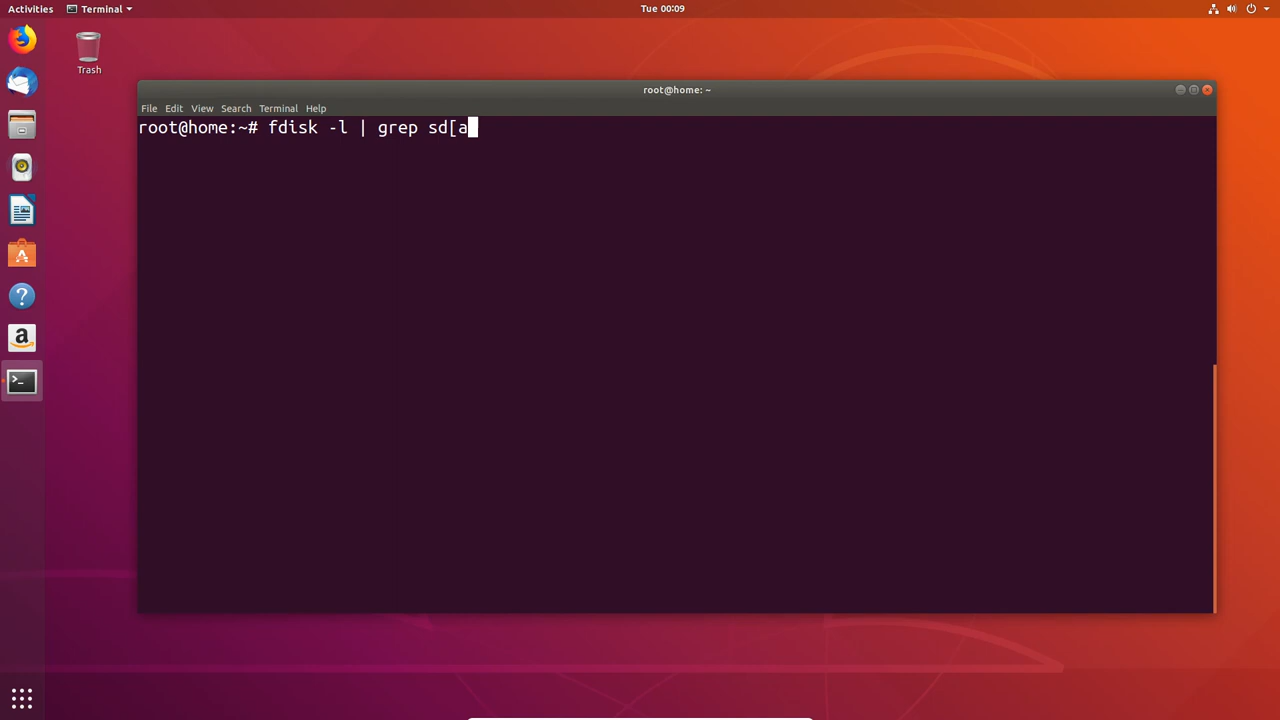 Activities
Terminal
Tue 00:09
Trash
root@home: ~
File Edit View Search Terminal Help
root@home:~# fdisk -l | grep sd[a